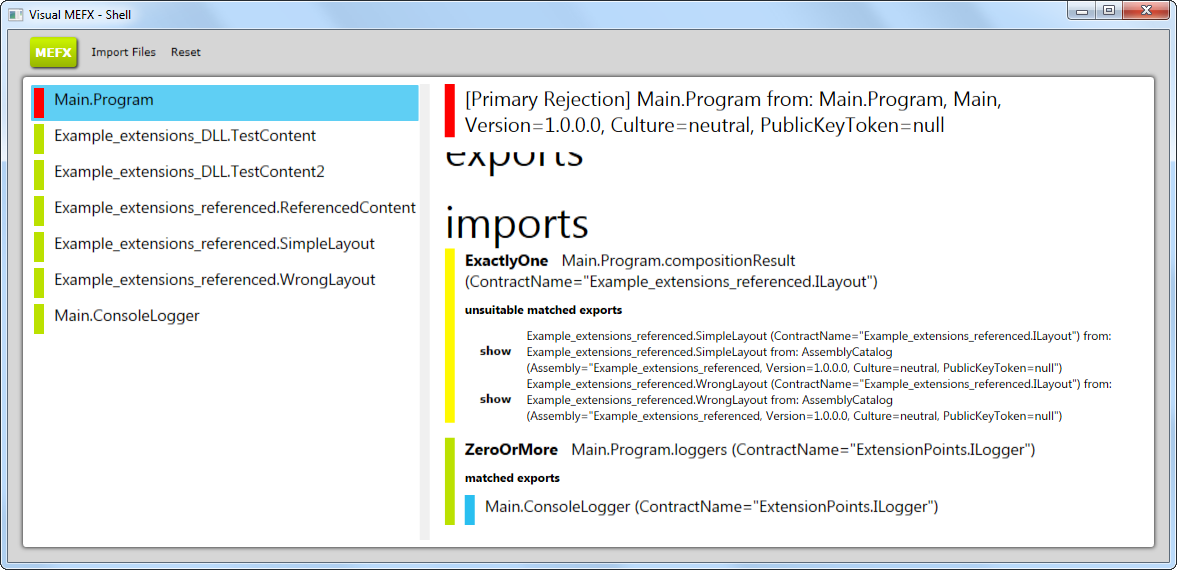 Visual MEFX - Shell
MEFX Import Files Reset
Main.Program
Example_extensions_DLL.TestContent
Example_extensions_DLL.TestContent2
Example_extensions_referenced.ReferencedContent
Example_extensions_referenced.SimpleLayout
Example_extensions_referenced.WrongLayout
Main.ConsoleLogger
[Primary Rejection] Main.Program from: Main.Program, Main,
Version=1.0.0.0, Culture=neutral, PublicKeyToken=null
exports
imports
ExactlyOne Main.Program.compositionResult
(ContractName="Example_extensions_referenced.ILayout")
unsuitable matched exports
Example_extensions_referenced.SimpleLayout (ContractName="Example_extensions_referenced.ILayout") from:
show Example_extensions_referenced.SimpleLayout from: AssemblyCatalog
(Assembly="Example_extensions_referenced, Version=1.0.0.0, Culture=neutral, PublicKeyToken=null")
Example_extensions_referenced.WrongLayout (ContractName="Example_extensions_referenced.ILayout") from:
show Example_extensions_referenced.WrongLayout from: AssemblyCatalog
(Assembly="Example_extensions_referenced, Version=1.0.0.0, Culture=neutral, PublicKeyToken=null")
ZeroOrMore Main.Program.loggers (ContractName="ExtensionPoints.ILogger")
matched exports
Main.ConsoleLogger (ContractName="ExtensionPoints.ILogger")